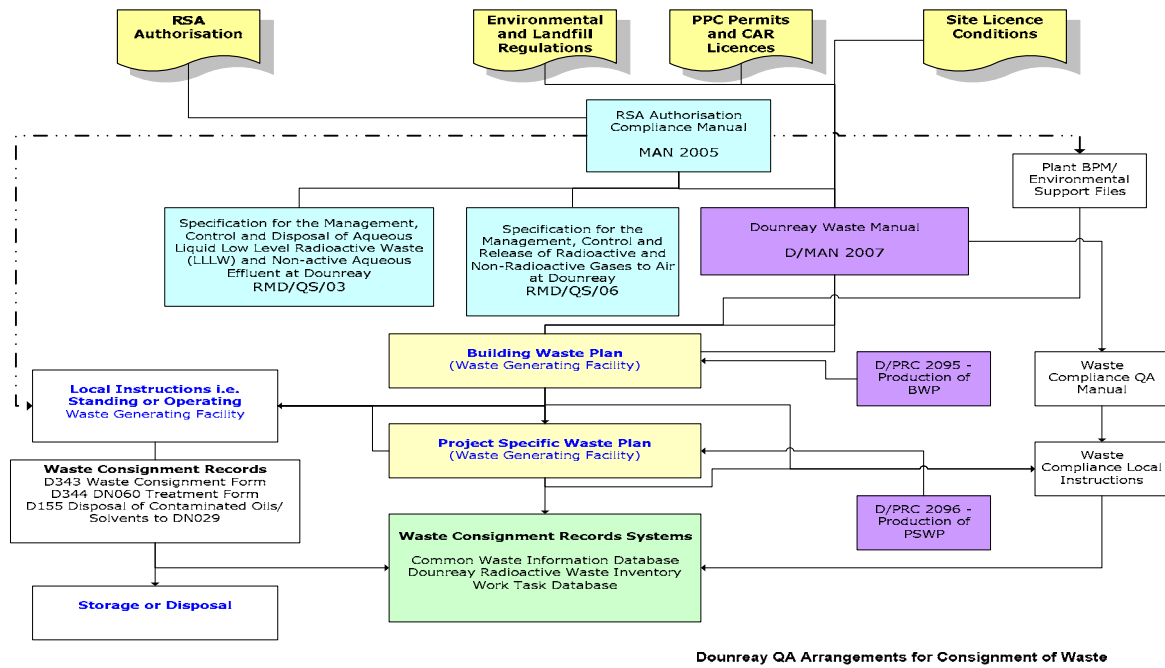 RSA
Authorisation
Environmental
and Landfill
Regulations
PPC Permits
and CAR
Licences
Site Licence
Conditions
RSA Authorisation
Compliance Manual
MAN 2005
Plant BPM/
Environmental
Support Files
Specification for the Management,
Control and Disposal of Aqueous
Liquid Low Level Radioactive Waste
(LLLW) and Non-active Aqueous
Effluent at Dounreay
RMD/QS/03
Specification for the
Management, Control and
Release of Radioactive and
Non-Radioactive Gases to Air
at Dounreay
RMD/QS/06
Dounreay Waste Manual
D/MAN 2007
Building Waste Plan
(Waste Generating Facility)
D/PRC 2095 -
Production of
BWP
Waste
Compliance QA
Manual
Local Instructions i.e.
Standing or Operating
Waste Generating Facility
Project Specific Waste Plan
(Waste Generating Facility)
Waste
Compliance Local
Instructions
Waste Consignment Records
D343 Waste Consignment Form
D344 DN060 Treatment Form
D155 Disposal of Contaminated Oils/
Solvents to DN029
D/PRC 2096 -
Production of
PSWP
Waste Consignment Records Systems
Common Waste Information Database
Dounreay Radioactive Waste Inventory
Work Task Database
Storage or Disposal
Dounreay QA Arrangements for Consignment of Waste